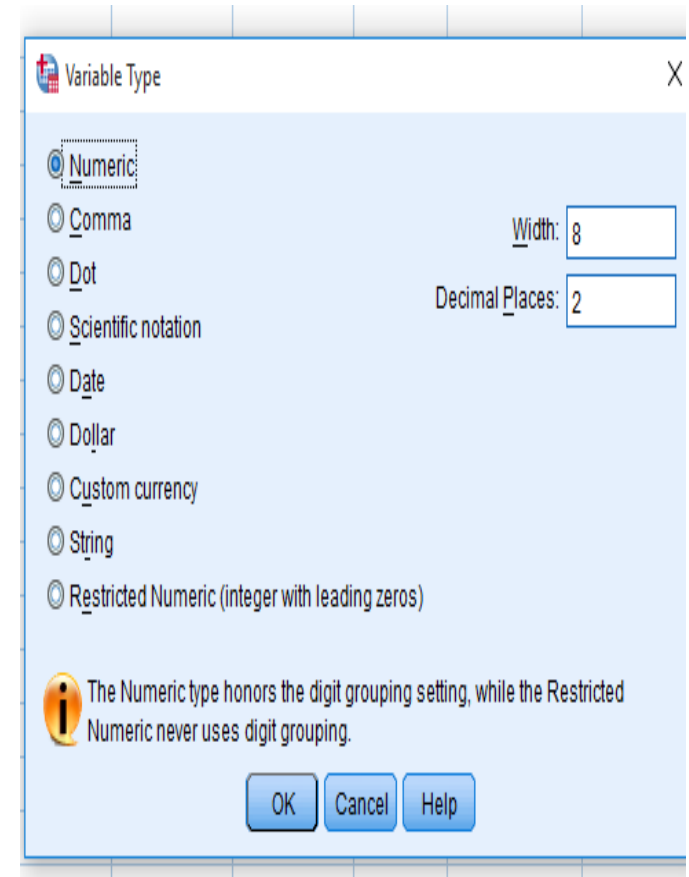 Variable Type
Numeric
Comma
Width: 8
Dot
Decimal Places: 2
Scientific notation
Date
Dollar
Custom currency
String
Restricted Numeric (integer with leading zeros)
The Numeric type honors the digit grouping setting, while the Restricted
Numeric never uses digit grouping.
OK Cancel Help